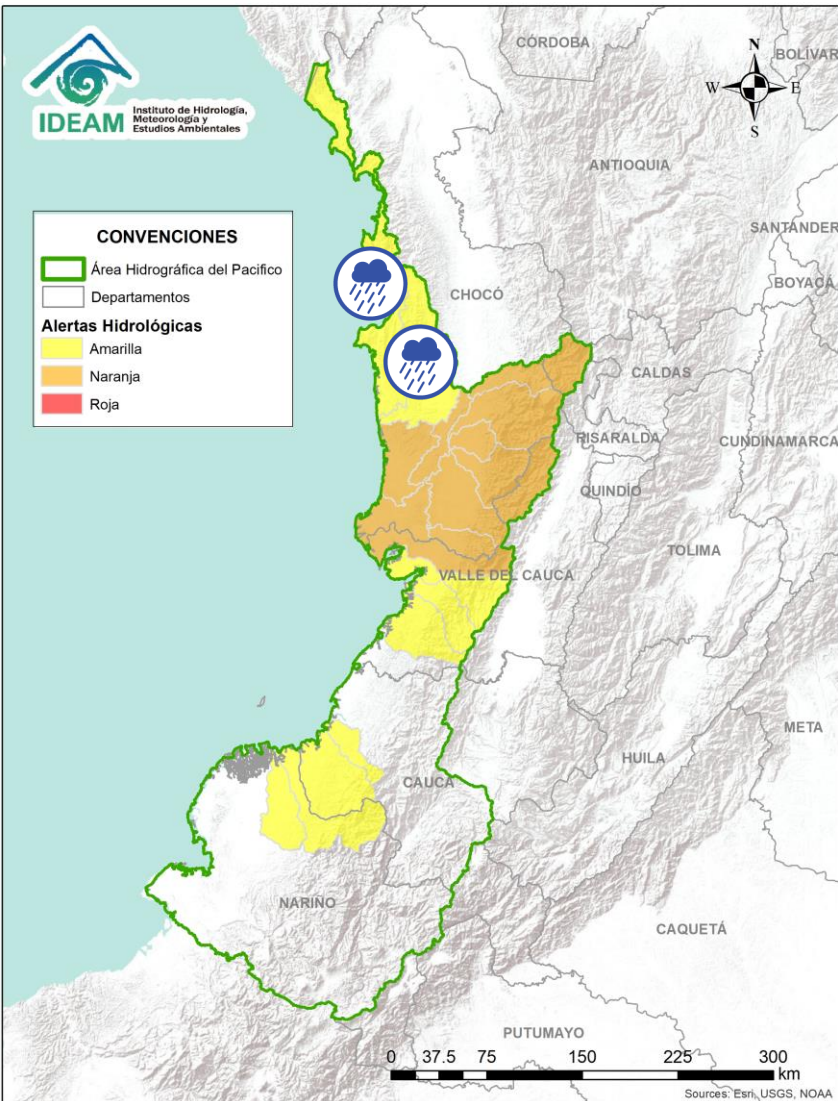 IDEAM
Instituto de Hidrología,
Meteorología y
Estudios Ambientales
N
W
E
S
CÓRDOBA
BOLÍVAR
ANTIOQUIA
SANTANDER
BOYACÁ
CHOCÓ
CALDAS
RISARALDA
CUNDINAMARCA
QUINDÍO
TOLIMA
VALLE DEL CAUCA
META
HUILA
CAUCA
NARIÑO
CAQUETÁ
PUTUMAYO
CONVENCIONES
Área Hidrográfica del Pacifico
Departamentos
Alertas Hidrológicas
Amarilla
Naranja
Roja
0 37.5 75 150 225 300
km
Sources: Esri, USGS, NOAA